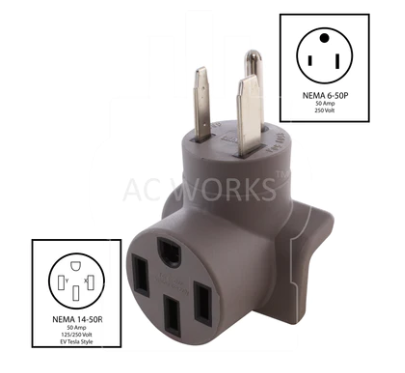 NEMA 6-50P
50 Amp
250 Volt
AC WORKS
Y
X
NEMA 14-50R
50 Amp
125/250 Volt
EV Tesla Style